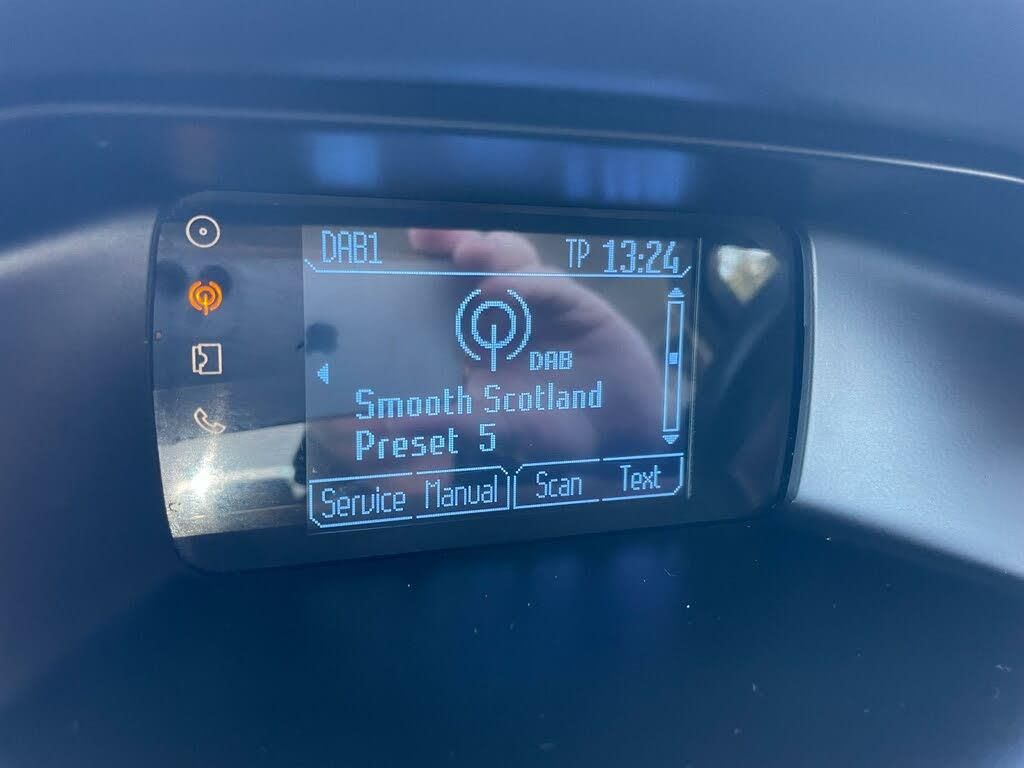 DAB1 TP 13:24
DAB
Smooth Scotland
Preset 5
Service Manual Scan Text